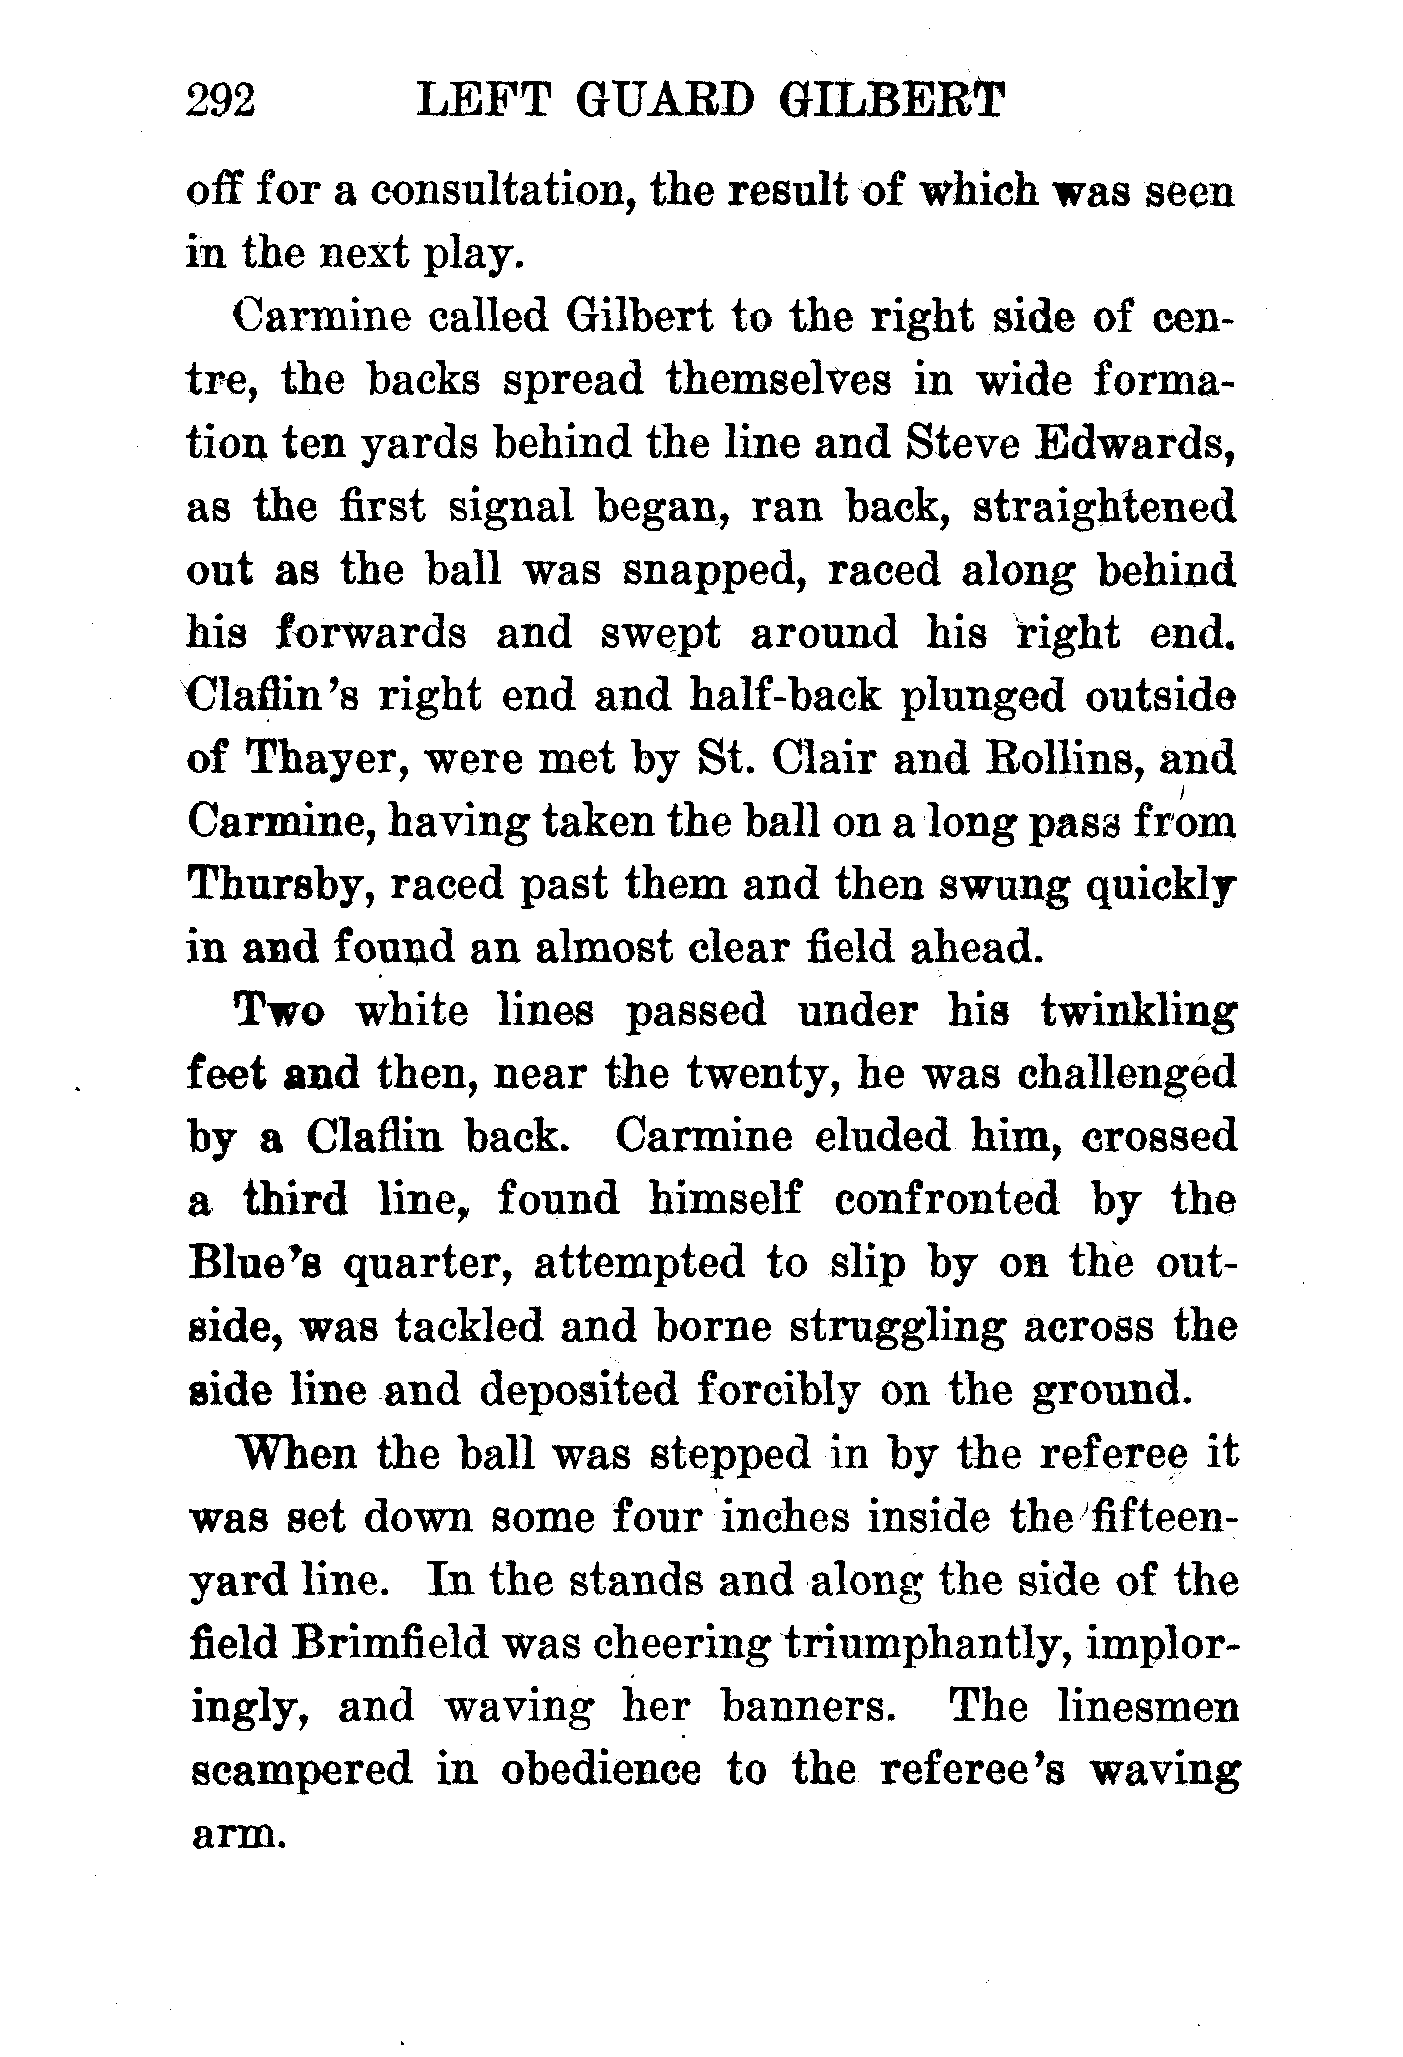 292 LEFT GUARD GILBERT
off for a consultation, the result of which was seen
in the next play.
Carmine called Gilbert to the right side of cen-
tre, the backs spread themselves in wide forma-
tion ten yards behind the line and Steve Edwards,
as the first signal began, ran back, straightened
out as the ball was snapped, raced along behind
his forwards and swept around his right end.
Claflin's right end and half-back plunged outside
of Thayer, were met by St. Clair and Rollins, and
Carmine, having taken the ball on a long pass from
Thursby, raced past them and then swung quickly
in and found an almost clear field ahead.
Two white lines passed under his twinkling
feet and then, near the twenty, he was challenged
by a Claflin back. Carmine eluded him, crossed
a third line, found himself confronted by the
Blue's quarter, attempted to slip by on the out-
side, was tackled and borne struggling across the
side line and deposited forcibly on the ground.
When the ball was stepped in by the referee it
was set down some four inches inside the fifteen-
yard line. In the stands and along the side of the
field Brimfield was cheering triumphantly, implor-
ingly, and waving her banners. The linesmen
scampered in obedience to the referee's waving
arm.